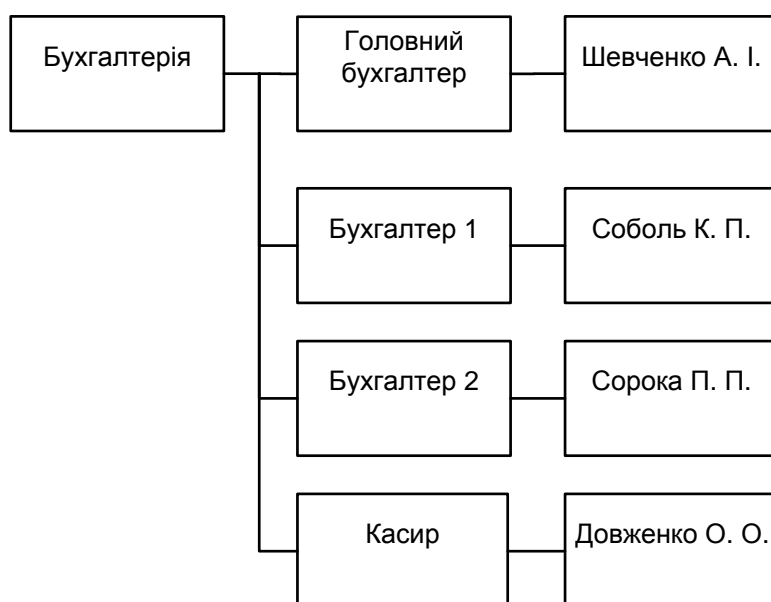 Бухгалтерія
Головний
бухгалтер
Шевченко А. І.
Бухгалтер 1
Соболь К. П.
Бухгалтер 2
Сорока П. П.
Касир
Довженко О. О.